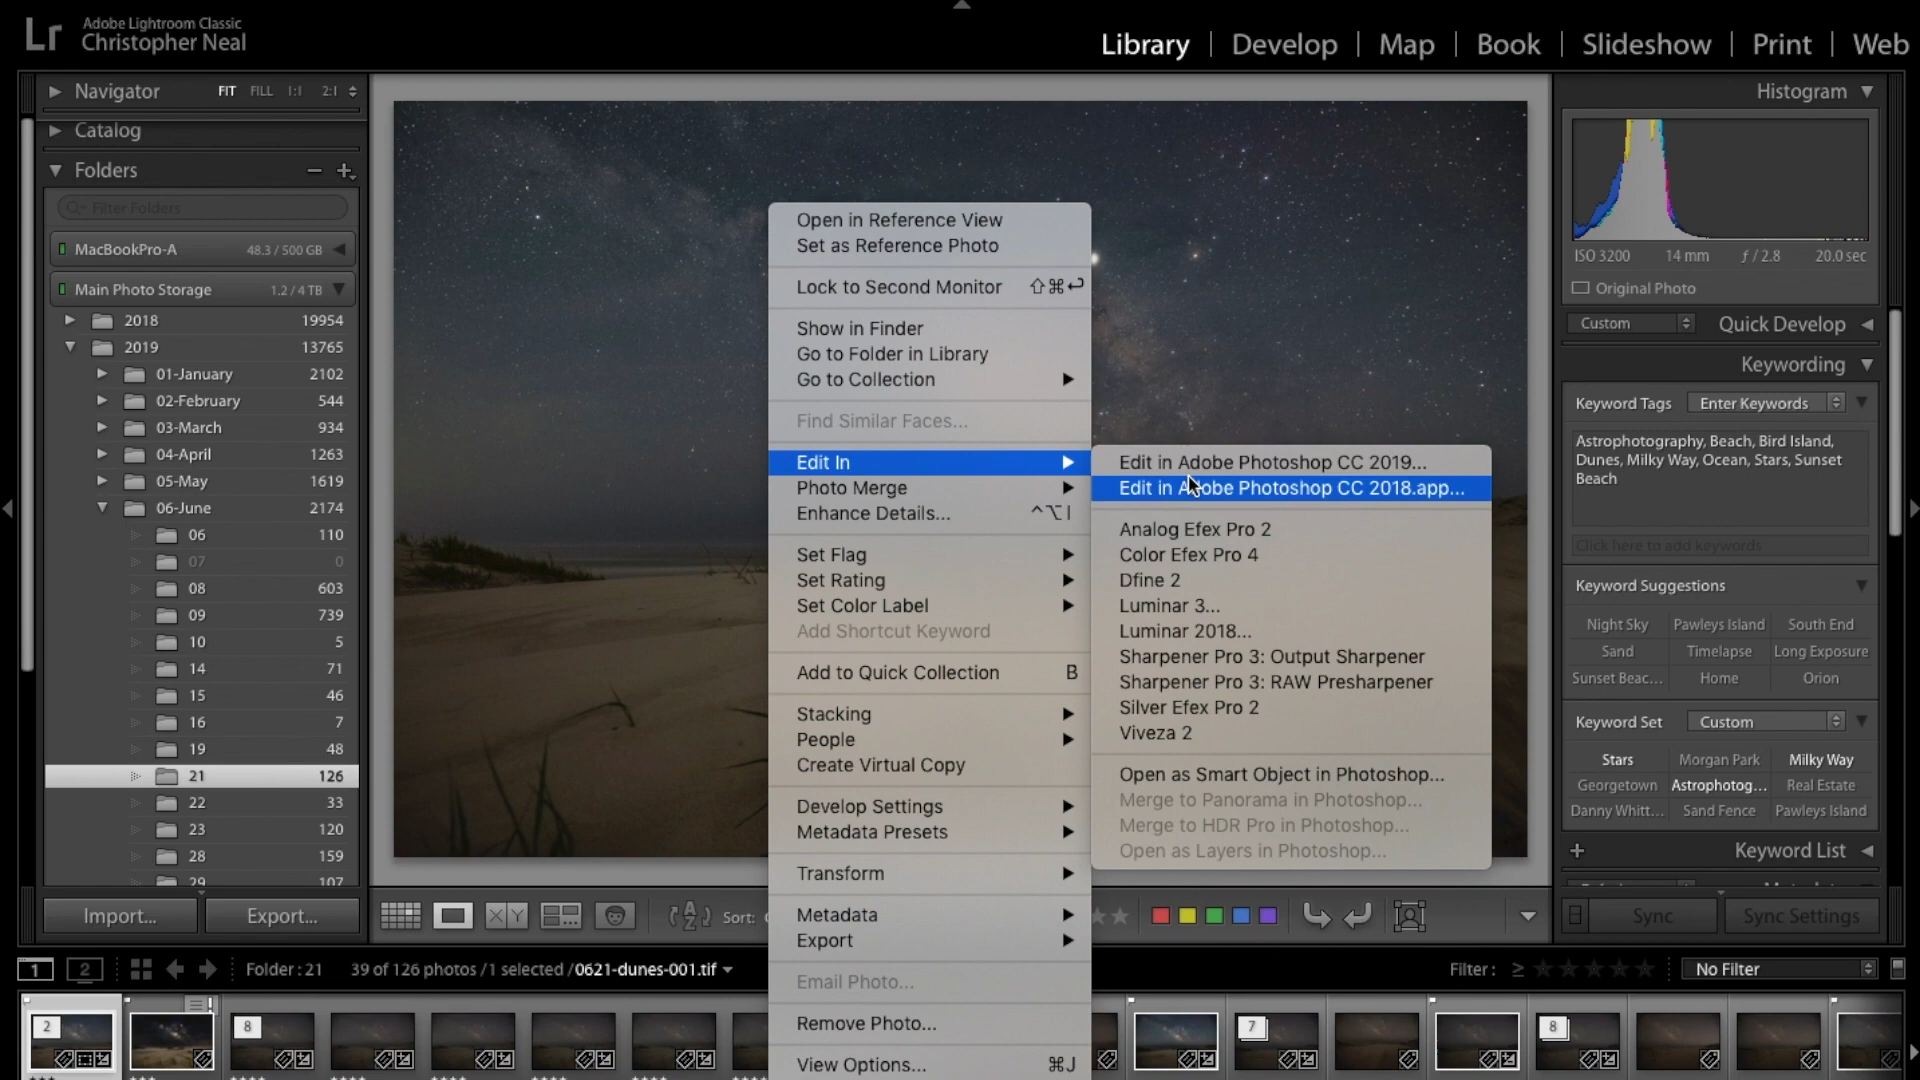 Lr
Adobe Lightroom Classic
Christopher Neal
Library | Develop | Map | Book | Slideshow | Print | Web
Navigator FIT FILL 1:1 2:1
Catalog
Folders
Filter Folders
MacBookPro-A 48.3 / 500 GB
Main Photo Storage 1.2 / 4 TB
2018 19954
2019 13765
01-January 2102
02-February 544
03-March 934
04-April 1263
05-May 1619
06-June 2174
06 110
07 0
08 603
09 739
10 5
14 71
15 46
16 7
19 48
21 126
22 33
23 120
28 159
29 107
Import... Export...
Open in Reference View
Set as Reference Photo
Lock to Second Monitor ⇧⌘↩
Show in Finder
Go to Folder in Library
Go to Collection
Find Similar Faces...
Edit In
Photo Merge
Enhance Details... ^⌥I
Set Flag
Set Rating
Set Color Label
Add Shortcut Keyword
Add to Quick Collection B
Stacking
People
Create Virtual Copy
Develop Settings
Metadata Presets
Transform
Metadata
Export
Email Photo...
Remove Photo...
View Options... ⌘J
Edit in Adobe Photoshop CC 2019...
Edit in Adobe Photoshop CC 2018.app...
Analog Efex Pro 2
Color Efex Pro 4
Dfine 2
Luminar 3...
Luminar 2018...
Sharpener Pro 3: Output Sharpener
Sharpener Pro 3: RAW Presharpener
Silver Efex Pro 2
Viveza 2
Open as Smart Object in Photoshop...
Merge to Panorama in Photoshop...
Merge to HDR Pro in Photoshop...
Open as Layers in Photoshop...
Histogram
ISO 3200 14 mm ƒ / 2.8 20.0 sec
Original Photo
Custom Quick Develop
Keywording
Keyword Tags Enter Keywords
Astrophotography, Beach, Bird Island,
Dunes, Milky Way, Ocean, Stars, Sunset
Beach
Click here to add keywords
Keyword Suggestions
Night Sky Pawleys Island South End
Sand Timelapse Long Exposure
Sunset Beac... Home Orion
Keyword Set Custom
Stars Morgan Park Milky Way
Georgetown Astrophotog... Real Estate
Danny Whitt... Sand Fence Pawleys Island
Keyword List
Sync Sync Settings
X Y A Z Sort:
1 2 Folder : 21 39 of 126 photos / 1 selected / 0621-dunes-001.tif
Filter : ≥ No Filter
2 8 7 8